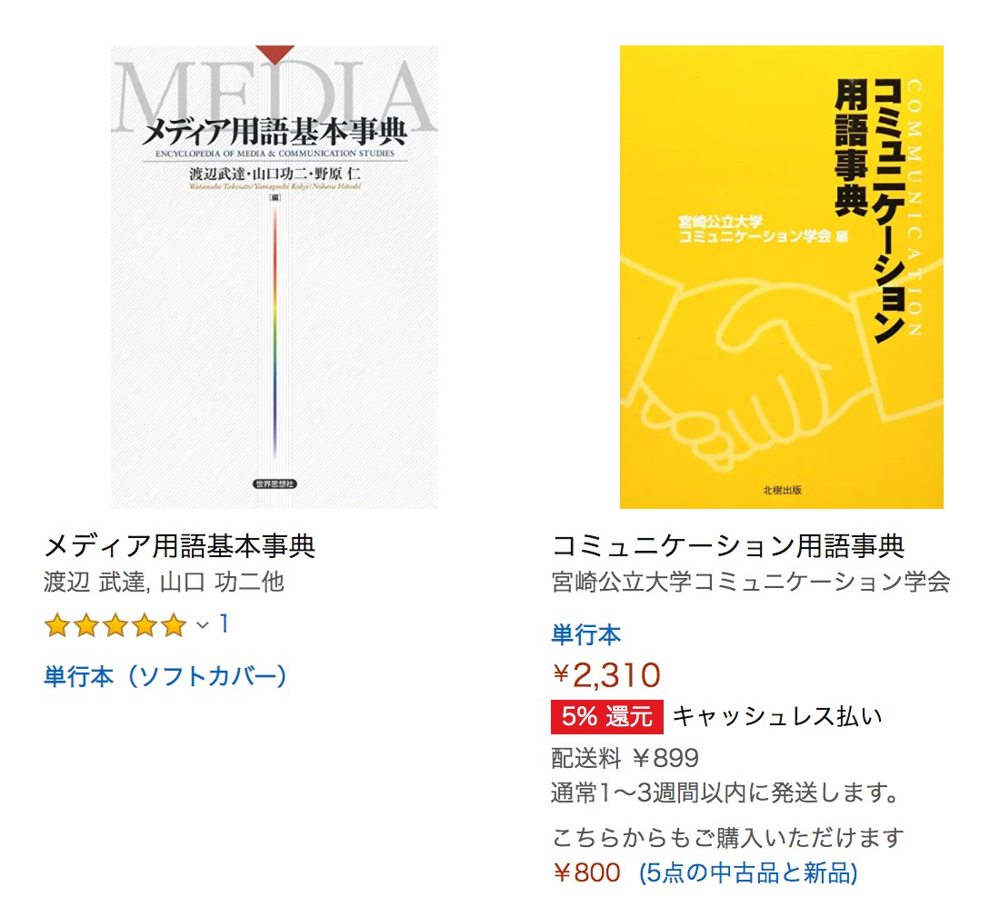 MEDIA
メディア用語基本事典
ENCYCLOPEDIA OF MEDIA & COMMUNICATION STUDIES
渡辺武達・山口功二・野原 仁
Watanabe Takesato/Yamaguchi Kohji/Nohara Hitoshi
[編]
世界思想社
メディア用語基本事典
渡辺 武達, 山口 功二他
1
単行本（ソフトカバー）
COMMUNICATION
コミュニケーション
用語事典
宮崎公立大学
コミュニケーション学会 編
北樹出版
コミュニケーション用語事典
宮崎公立大学コミュニケーション学会
単行本
￥2,310
5% 還元 キャッシュレス払い
配送料 ￥899
通常1～3週間以内に発送します。
こちらからもご購入いただけます
￥800 (5点の中古品と新品)